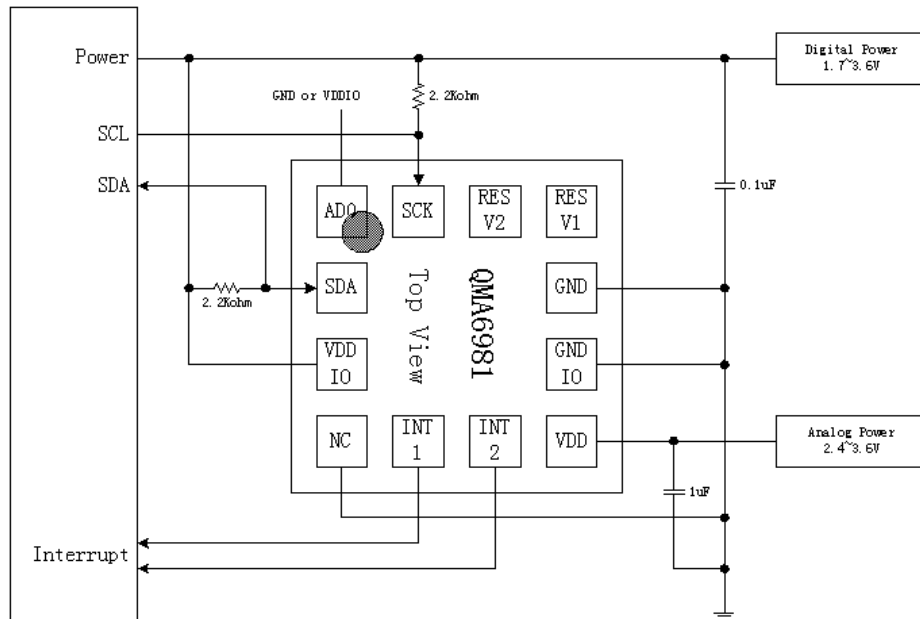 Power
Digital Power
1.7~3.6V
GND or VDDIO
2.2Kohm
SCL
SDA
0.1uF
AD0
SCK
RES
V2
RES
V1
SDA
2.2Kohm
QMA6981
Top View
GND
VDD
IO
GND
IO
NC
INT
1
INT
2
VDD
Analog Power
2.4~3.6V
1uF
Interrupt